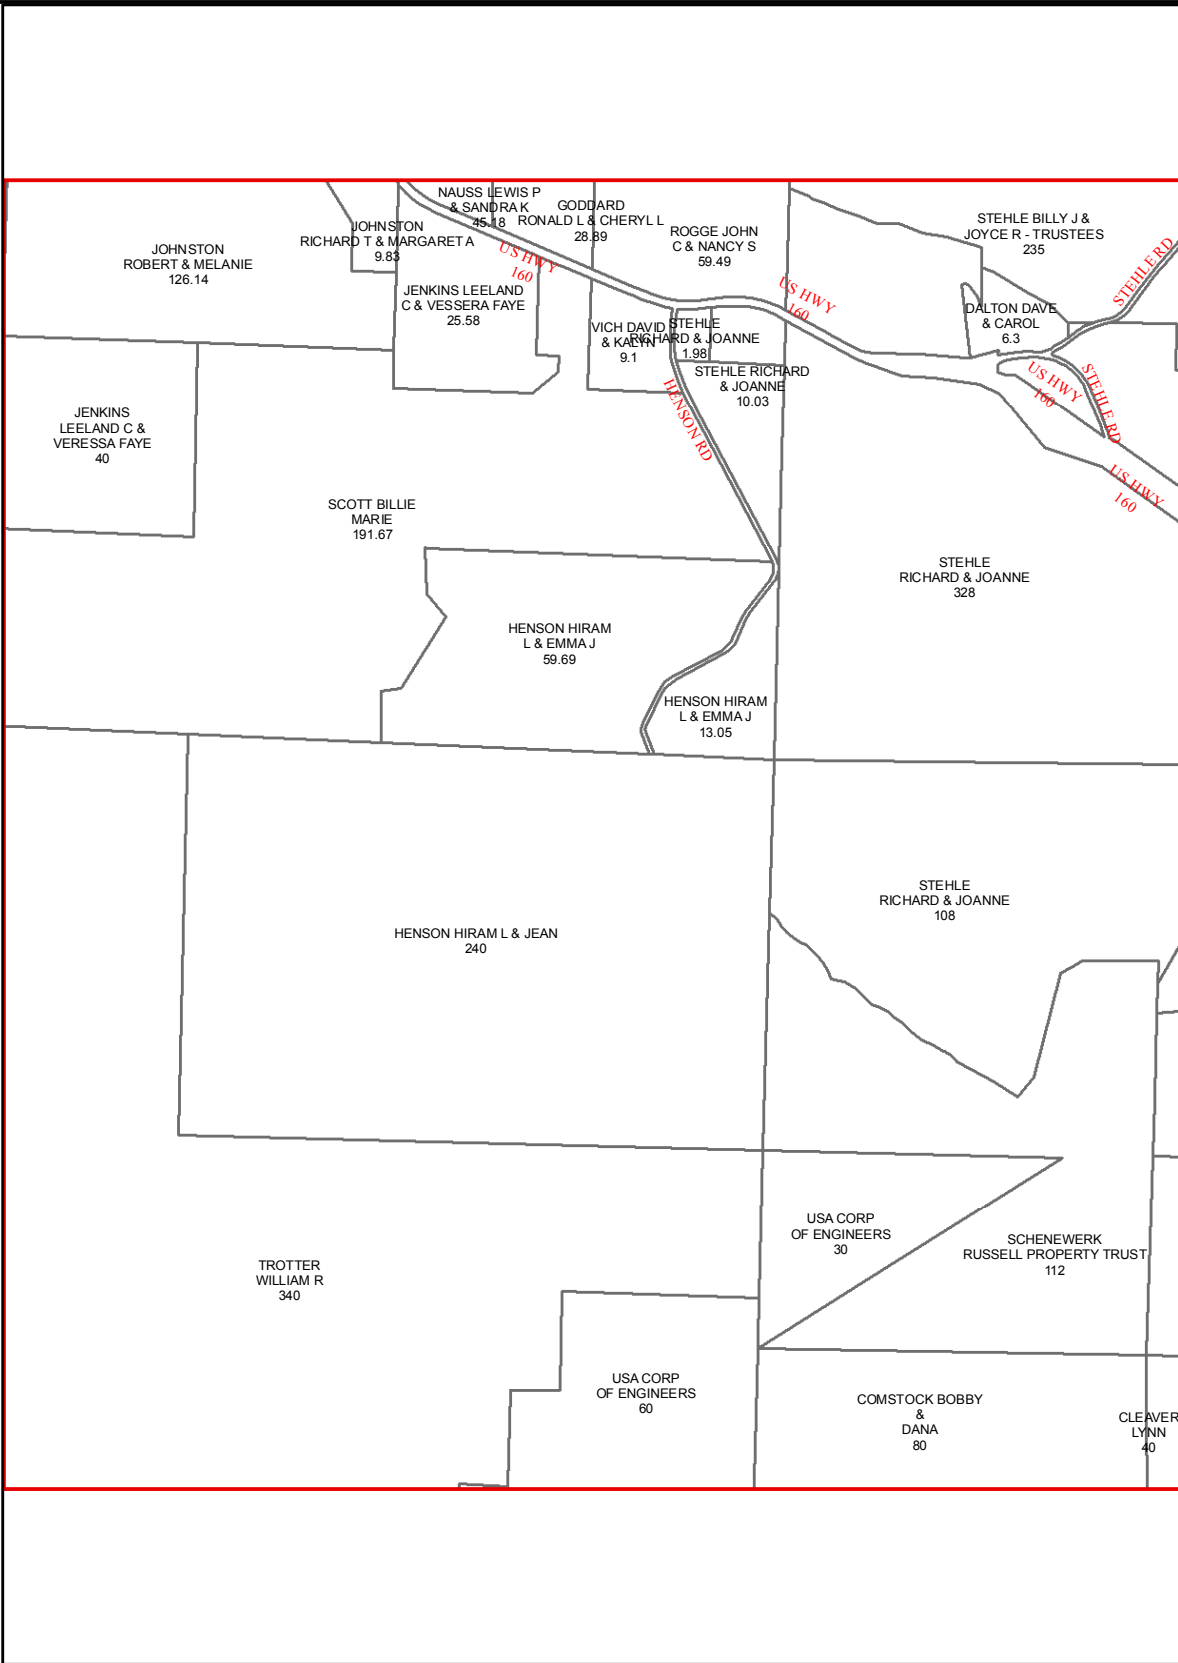 NAUSS LEWIS P
& SANDRA K
45.18
GODDARD
RONALD L & CHERYL L
28.89
JOHNSTON
RICHARD T & MARGARET A
9.83
JOHNSTON
ROBERT & MELANIE
126.14
ROGGE JOHN
C & NANCY S
59.49
STEHLE BILLY J &
JOYCE R - TRUSTEES
235
STEHLE RD
US HWY
160
US HWY
160
JENKINS LEELAND
C & VESSERA FAYE
25.58
VICH DAVID
& KALYN
9.1
STEHLE
RICHARD & JOANNE
1.98
DALTON DAVE
& CAROL
6.3
STEHLE RICHARD
& JOANNE
10.03
HENSON RD
US HWY
160
STEHLE RD
US HWY
160
JENKINS
LEELAND C &
VERESSA FAYE
40
SCOTT BILLIE
MARIE
191.67
STEHLE
RICHARD & JOANNE
328
HENSON HIRAM
L & EMMA J
59.69
HENSON HIRAM
L & EMMA J
13.05
STEHLE
RICHARD & JOANNE
108
HENSON HIRAM L & JEAN
240
USA CORP
OF ENGINEERS
30
SCHENEWERK
RUSSELL PROPERTY TRUST
112
TROTTER
WILLIAM R
340
USA CORP
OF ENGINEERS
60
COMSTOCK BOBBY
&
DANA
80
CLEAVER
LYNN
40